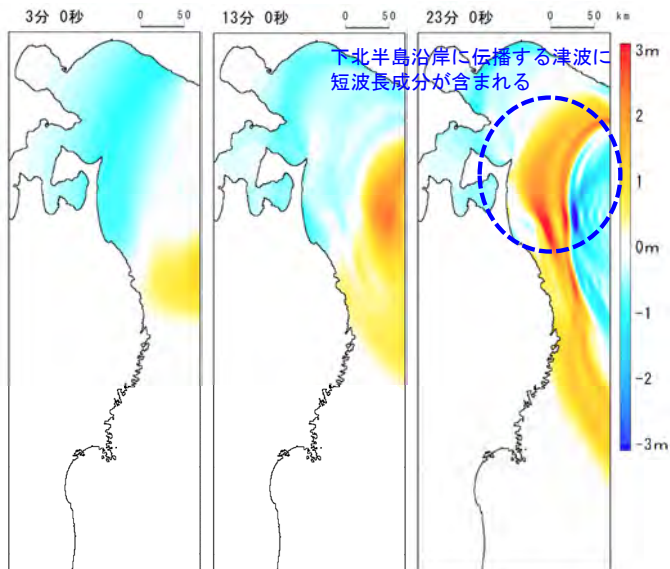 3分 0秒
0 50
13分 0秒
0 50
23分 0秒
0 50
km
下北半島沿岸に伝播する津波に
短波長成分が含まれる
3m
2
1
0m
-1
-2
-3m